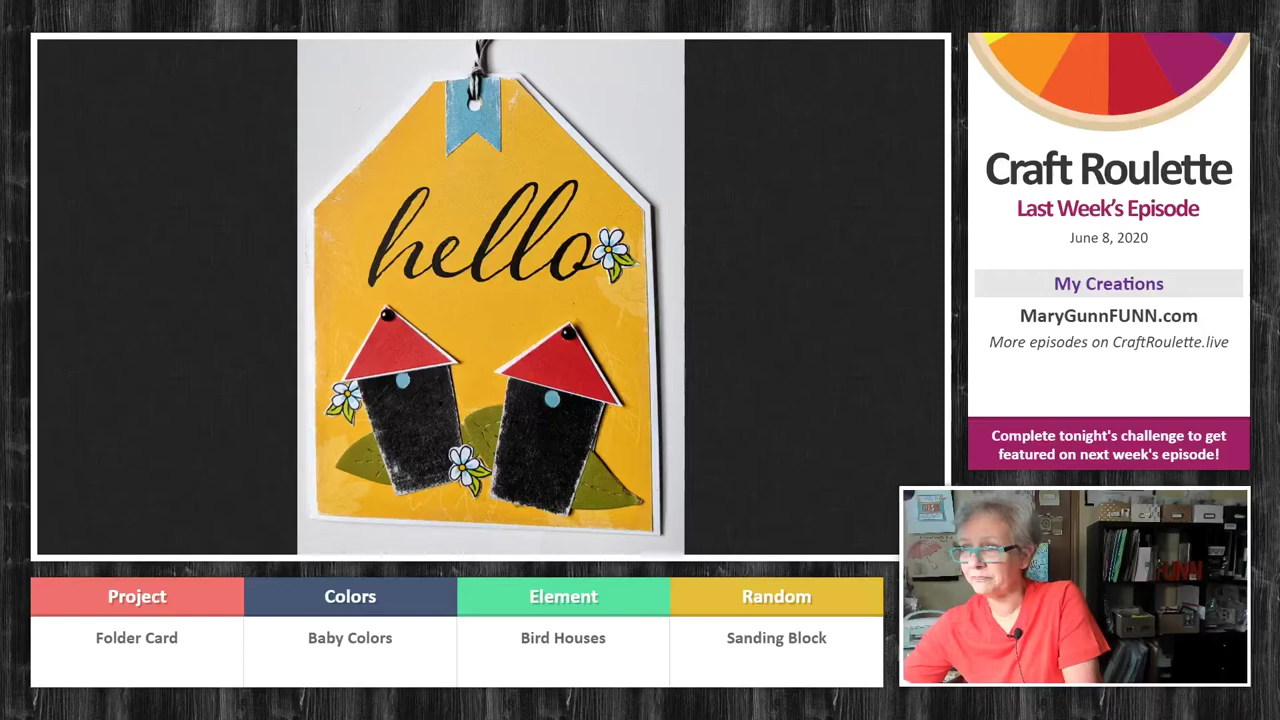 hello
Craft Roulette
Last Week's Episode
June 8, 2020
My Creations
MaryGunnFUNN.com
More episodes on CraftRoulette.live
Complete tonight's challenge to get
featured on next week's episode!
Project
Colors
Element
Random
Folder Card
Baby Colors
Bird Houses
Sanding Block
FUNN